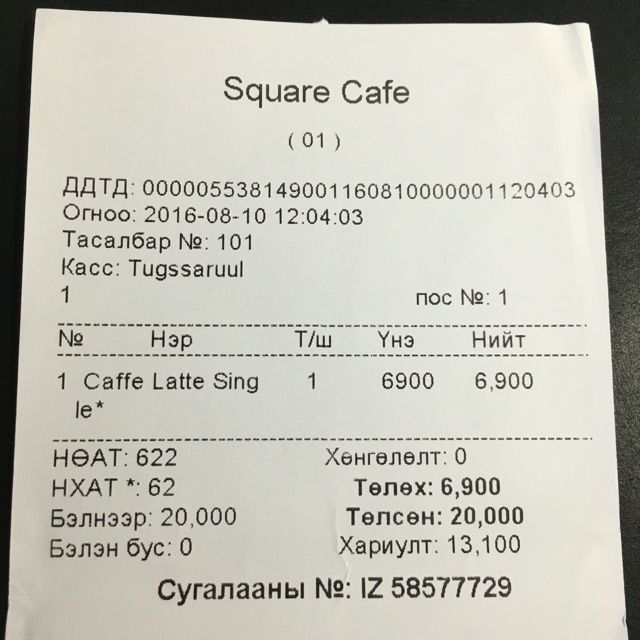 Square Cafe
( 01 )
ДДТД: 000005538149001160810000001120403
Огноо: 2016-08-10 12:04:03
Тасалбар №: 101
Касс: Tugssaruul
1 пос №: 1
№ Нэр Т/ш Үнэ Нийт
1 Caffe Latte Sing 1 6900 6,900
le*
НӨАТ: 622 Хөнгөлөлт: 0
НХАТ *: 62 Төлөх: 6,900
Бэлнээр: 20,000 Төлсөн: 20,000
Бэлэн бус: 0 Хариулт: 13,100
Сугалааны №: IZ 58577729